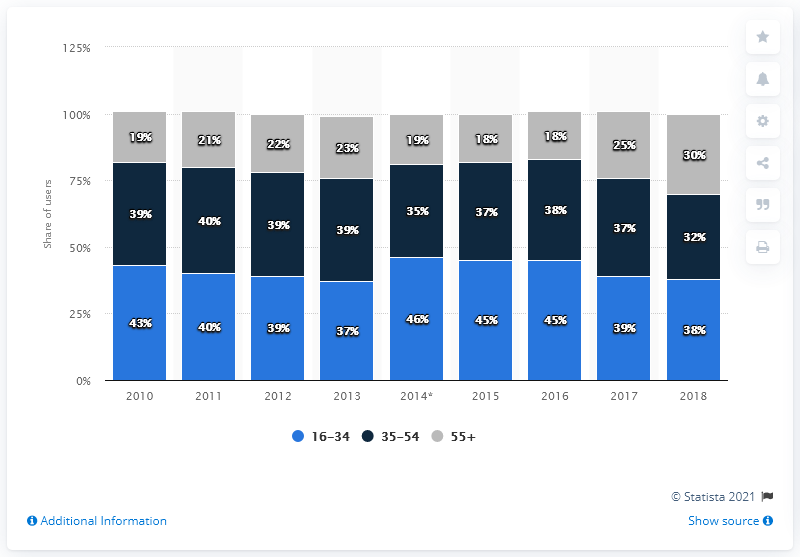 125%
100%
75%
50%
25%
0%
Share of users
19% 21% 22% 23% 19% 18% 18% 25% 30%
39% 40% 39% 39% 35% 37% 38% 37% 32%
43% 40% 39% 37% 46% 45% 45% 39% 38%
2010 2011 2012 2013 2014* 2015 2016 2017 2018
16–34 35–54 55+
© Statista 2021
Additional Information Show source